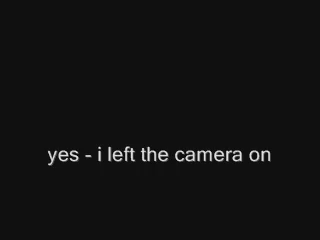 yes - i left the camera on